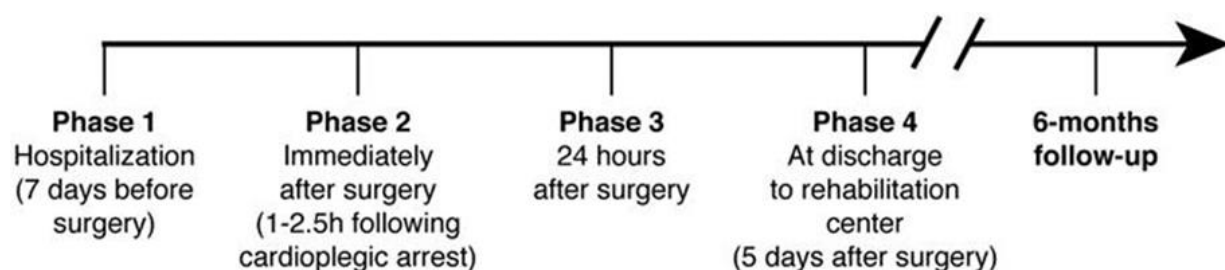 Phase 1
Hospitalization
(7 days before
surgery)
Phase 2
Immediately
after surgery
(1-2.5h following
cardioplegic arrest)
Phase 3
24 hours
after surgery
Phase 4
At discharge
to rehabilitation
center
(5 days after surgery)
6-months
follow-up